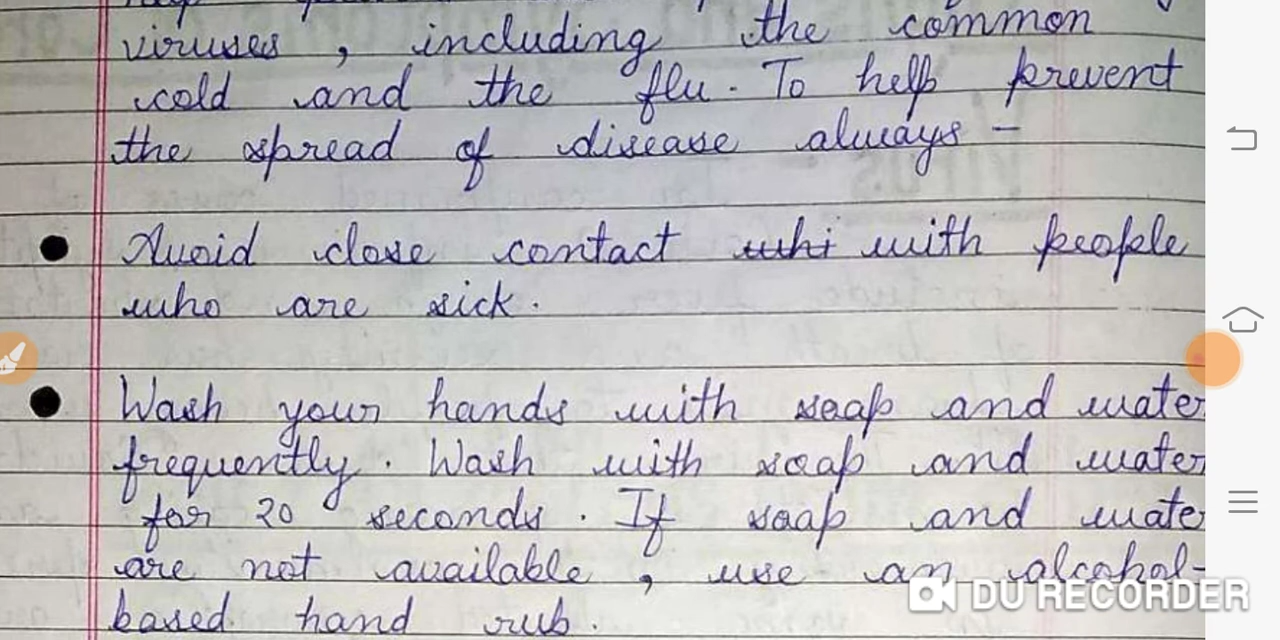 viruses, including the common
cold and the flu. To help prevent
the spread of disease always -
Avoid close contact whi with people
who are sick.
Wash your hands with soap and water
frequently. Wash with soap and water
for 20 seconds. If soap and wate
are not available, use an alcohol-
based hand rub.
DU RECORDER